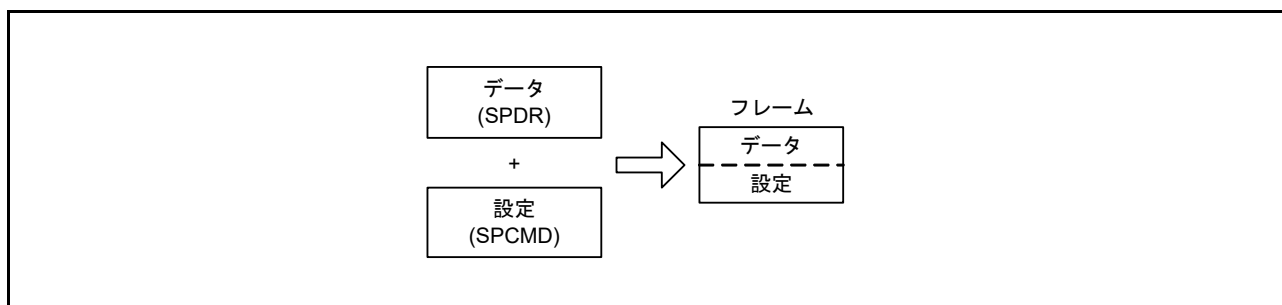 データ
(SPDR)
+
設定
(SPCMD)
フレーム
データ
設定